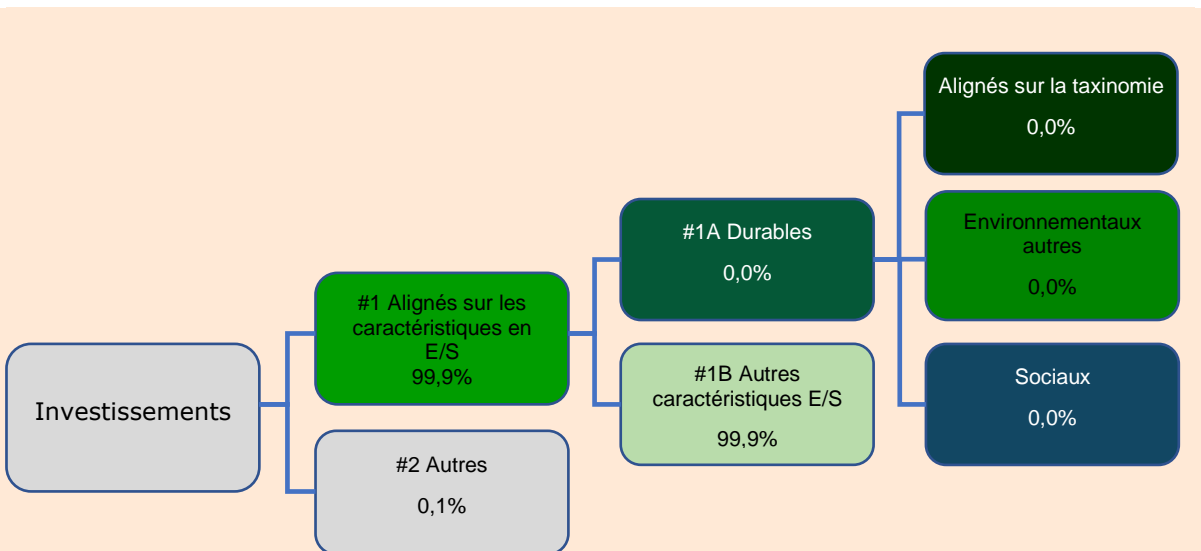 Investissements
#1 Alignés sur les
caractéristiques en
E/S
99,9%
#2 Autres
0,1%
#1A Durables
0,0%
#1B Autres
caractéristiques E/S
99,9%
Alignés sur la taxinomie
0,0%
Environnementaux
autres
0,0%
Sociaux
0,0%